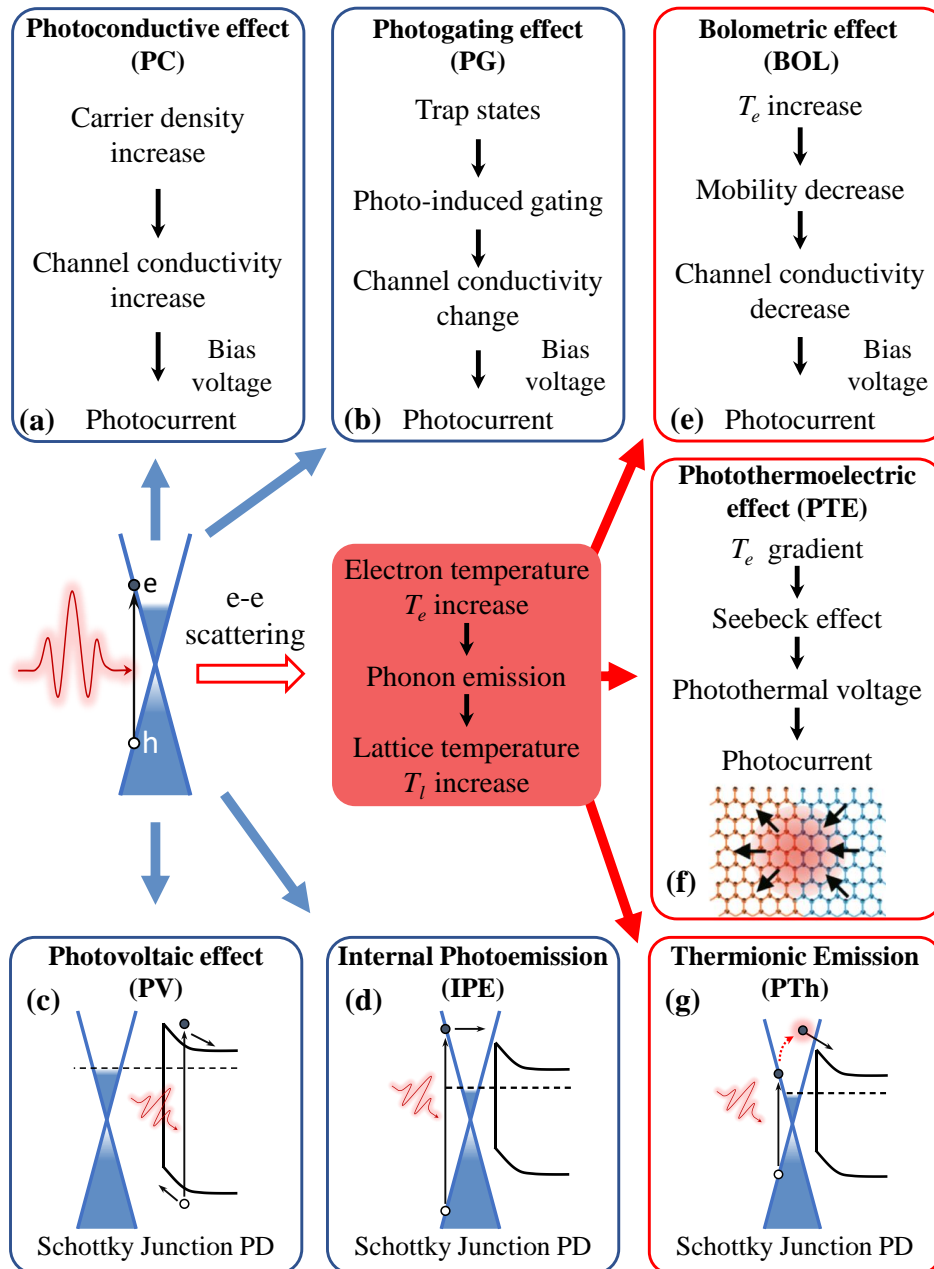 Photoconductive effect
(PC)
Carrier density
increase
Channel conductivity
increase
Bias
voltage
(a)
Photocurrent
Photogating effect
(PG)
Trap states
Photo-induced gating
Channel conductivity
change
Bias
voltage
(b)
Photocurrent
Bolometric effect
(BOL)
Te increase
Mobility decrease
Channel conductivity
decrease
Bias
voltage
(e)
Photocurrent
e
h
e-e
scattering
Electron temperature
Te increase
Phonon emission
Lattice temperature
Tl increase
Photothermoelectric
effect (PTE)
Te gradient
Seebeck effect
Photothermal voltage
Photocurrent
(f)
Photovoltaic effect
(PV)
(c)
Schottky Junction PD
Internal Photoemission
(IPE)
(d)
Schottky Junction PD
Thermionic Emission
(PTh)
(g)
Schottky Junction PD